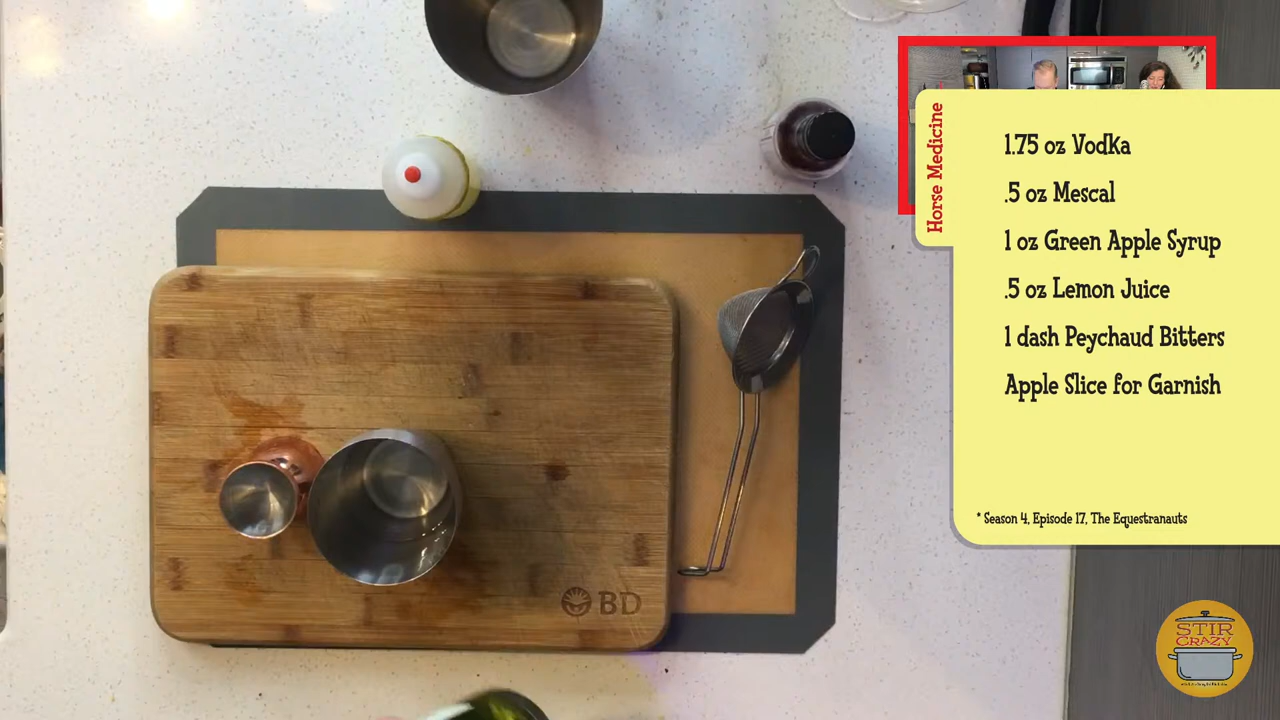 Horse Medicine
1.75 oz Vodka
.5 oz Mescal
1 oz Green Apple Syrup
.5 oz Lemon Juice
1 dash Peychaud Bitters
Apple Slice for Garnish
* Season 4, Episode 17, The Equestranauts
BD
STIR
CRAZY